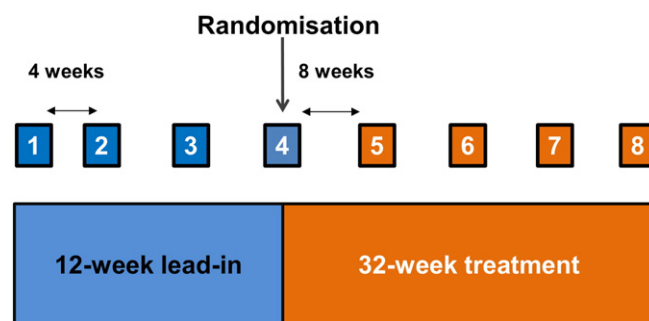 Randomisation
4 weeks
8 weeks
1 2 3 4 5 6 7 8
12-week lead-in
32-week treatment